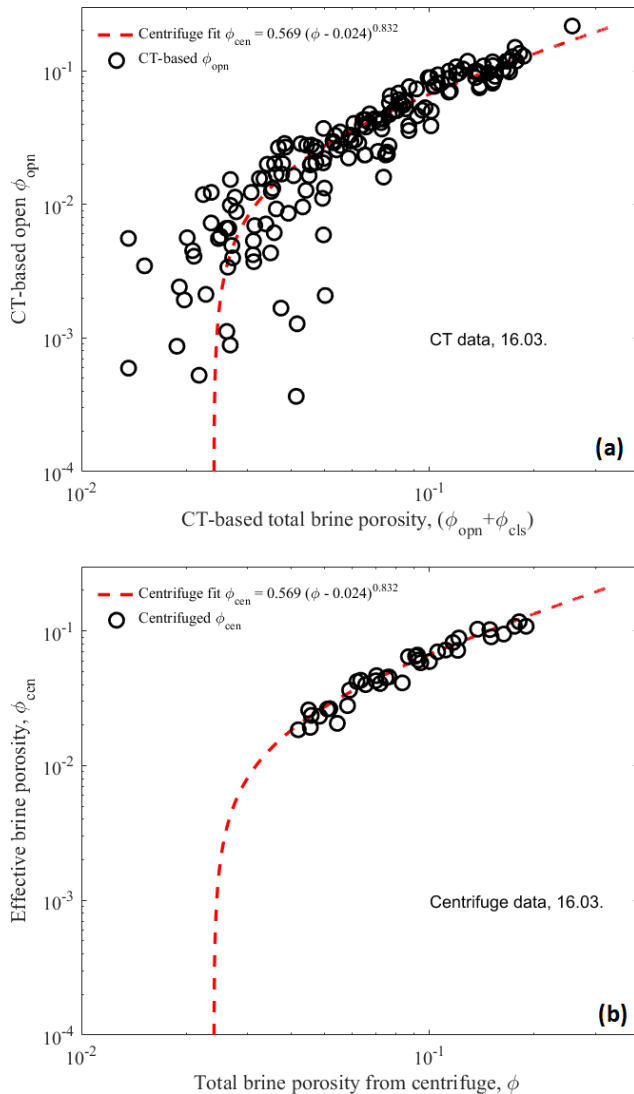 Centrifuge fit ϕcen = 0.569 (ϕ - 0.024)^0.832
CT-based ϕopn
10^-1
10^-2
10^-3
10^-4
CT-based open ϕopn
CT data, 16.03.
(a)
10^-2
10^-1
CT-based total brine porosity, (ϕopn+ϕcls)
Centrifuge fit ϕcen = 0.569 (ϕ - 0.024)^0.832
Centrifuged ϕcen
10^-1
10^-2
10^-3
10^-4
Effective brine porosity, ϕcen
Centrifuge data, 16.03.
(b)
10^-2
10^-1
Total brine porosity from centrifuge, ϕ